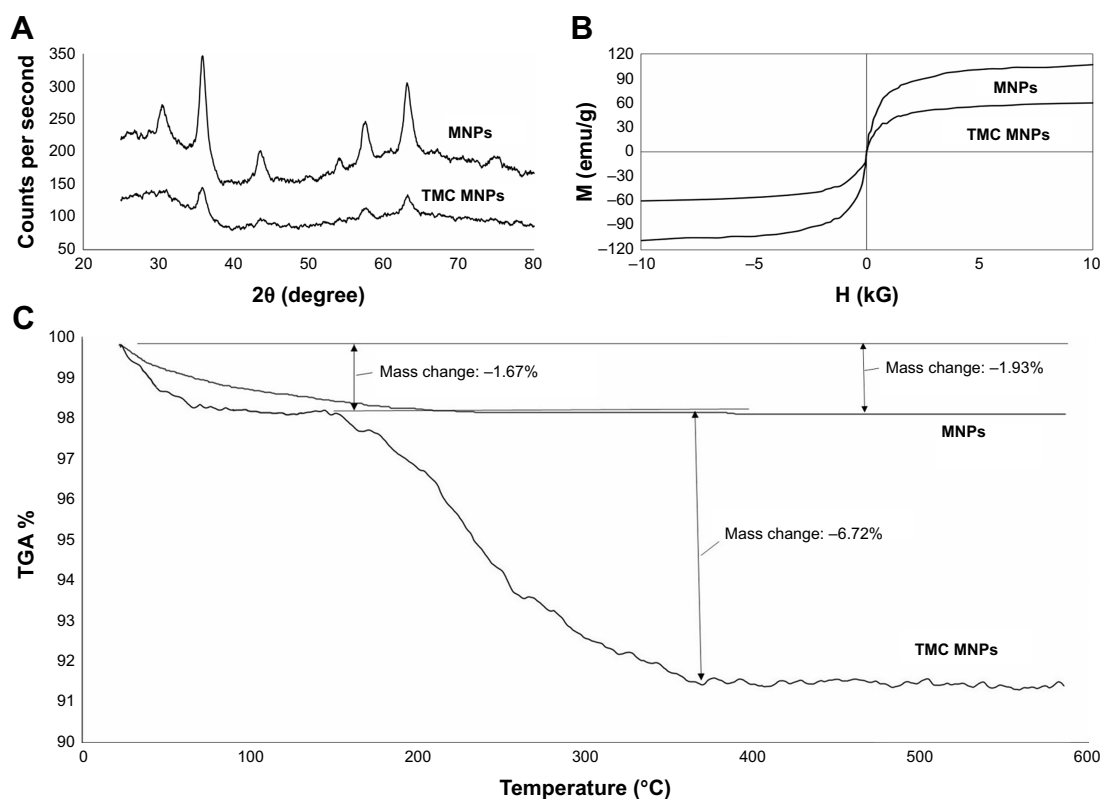 A
Counts per second
350
300
250
200
150
100
50
MNPs
TMC MNPs
20
30
40
50
60
70
80
2θ (degree)
B
M (emu/g)
120
90
60
30
0
–30
–60
–90
–120
MNPs
TMC MNPs
–10
–5
0
5
10
H (kG)
C
TGA %
100
99
98
97
96
95
94
93
92
91
90
Mass change: –1.67%
Mass change: –1.93%
MNPs
Mass change: –6.72%
TMC MNPs
0
100
200
300
400
500
600
Temperature (°C)